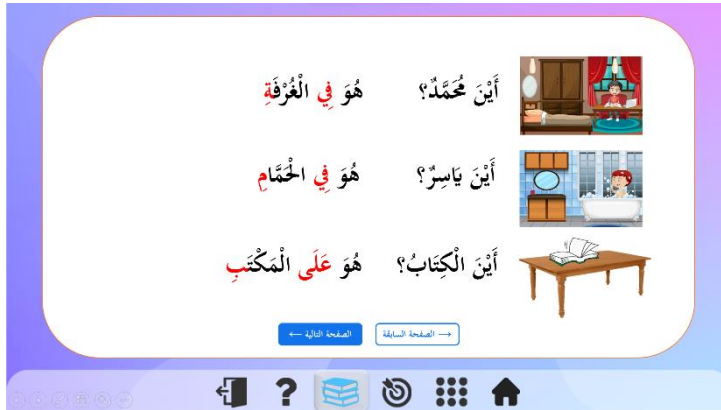 أَيْنَ مُحَمَّدٌ؟ هُوَ فِي الْغُرْفَةِ
أَيْنَ يَاسِرٌ؟ هُوَ فِي الْحَمَّامِ
أَيْنَ الْكِتَابُ؟ هُوَ عَلَى الْمَكْتَبِ
→ الصفحة السابقة
الصفحة التالية ←
?